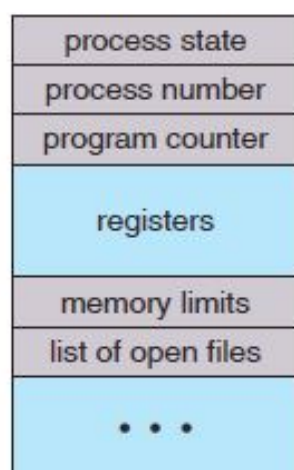 process state
process number
program counter
registers
memory limits
list of open files
• • •